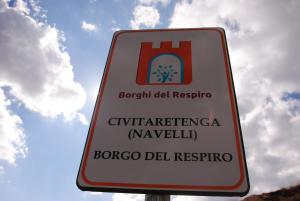 Borghi del Respiro
CIVITARETENGA
(NAVELLI)
BORGO DEL RESPIRO